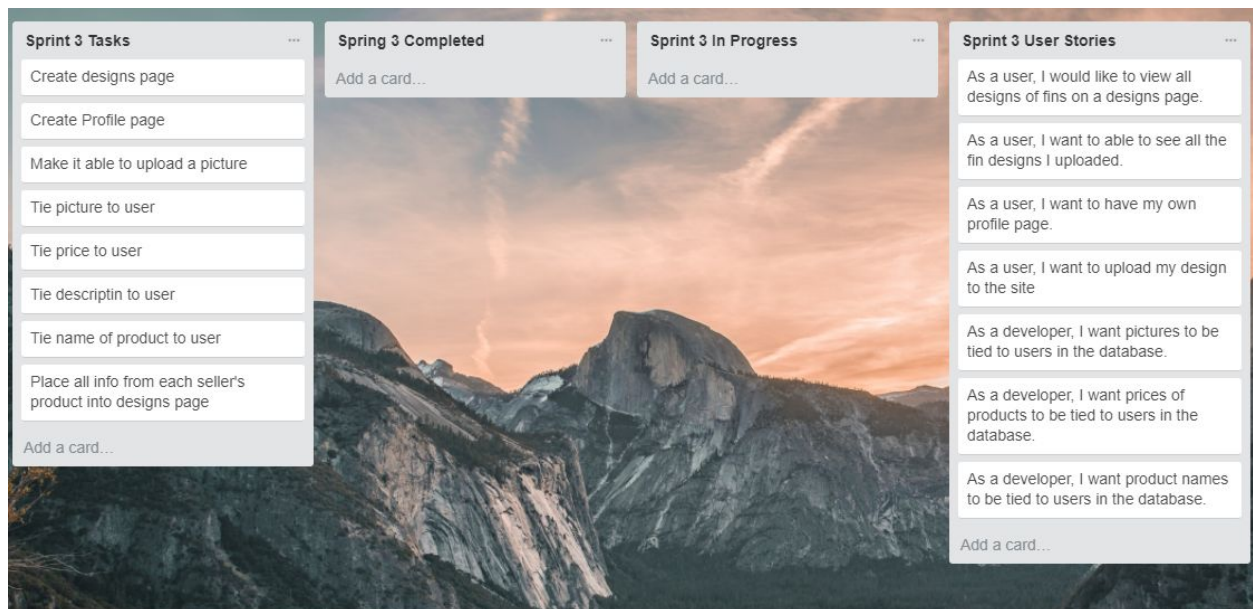 Sprint 3 Tasks
Create designs page
Create Profile page
Make it able to upload a picture
Tie picture to user
Tie price to user
Tie descriptin to user
Tie name of product to user
Place all info from each seller's
product into designs page
Add a card...
Spring 3 Completed
Add a card...
Sprint 3 In Progress
Add a card...
Sprint 3 User Stories
As a user, I would like to view all
designs of fins on a designs page.
As a user, I want to able to see all the
fin designs I uploaded.
As a user, I want to have my own
profile page.
As a user, I want to upload my design
to the site
As a developer, I want pictures to be
tied to users in the database.
As a developer, I want prices of
products to be tied to users in the
database.
As a developer, I want product names
to be tied to users in the database.
Add a card...